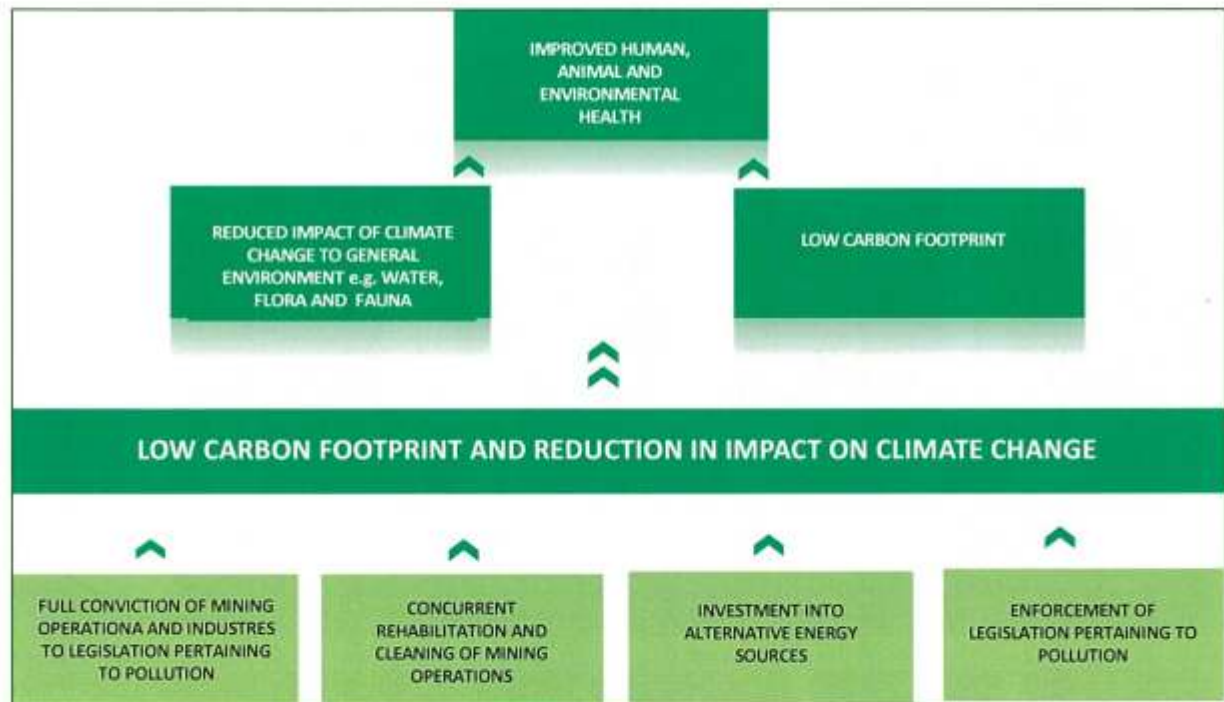 IMPROVED HUMAN,
ANIMAL AND
ENVIRONMENTAL
HEALTH
REDUCED IMPACT OF CLIMATE
CHANGE TO GENERAL
ENVIRONMENT e.g. WATER,
FLORA AND FAUNA
LOW CARBON FOOTPRINT
LOW CARBON FOOTPRINT AND REDUCTION IN IMPACT ON CLIMATE CHANGE
FULL CONVICTION OF MINING
OPERATIONA AND INDUSTRES
TO LEGISLATION PERTAINING
TO POLLUTION
CONCURRENT
REHABILITATION AND
CLEANING OF MINING
OPERATIONS
INVESTMENT INTO
ALTERNATIVE ENERGY
SOURCES
ENFORCEMENT OF
LEGISLATION PERTAINING TO
POLLUTION